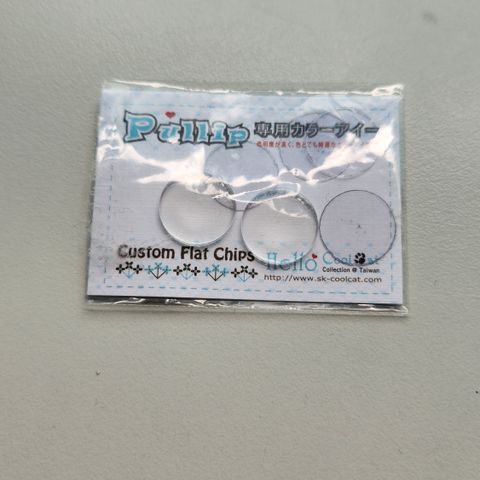 Pullip 専用カラーアイー
Custom Flat Chips
Hello Cool Cat
Collection @ Taiwan
http://www.sk-coolcat.com